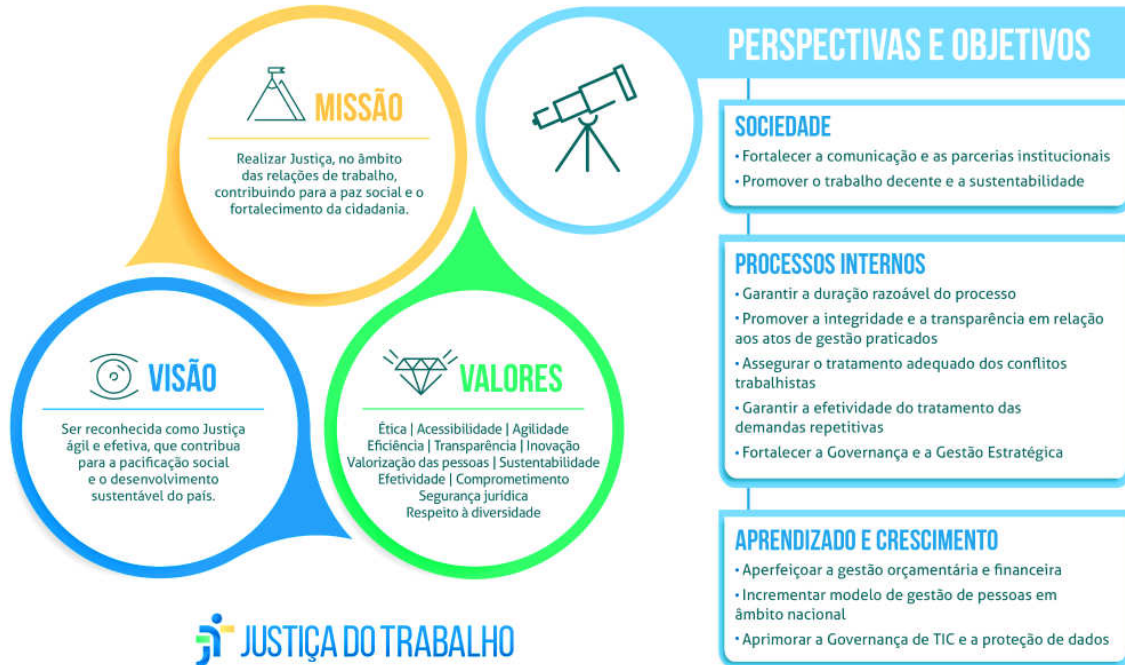 MISSÃO
Realizar Justiça, no âmbito
das relações de trabalho,
contribuindo para a paz social e o
fortalecimento da cidadania.
VISÃO
Ser reconhecida como Justiça
ágil e efetiva, que contribua
para a pacificação social
e o desenvolvimento
sustentável do país.
VALORES
Ética | Acessibilidade | Agilidade
Eficiência | Transparência | Inovação
Valorização das pessoas | Sustentabilidade
Efetividade | Comprometimento
Segurança jurídica
Respeito à diversidade
JUSTIÇA DO TRABALHO
PERSPECTIVAS E OBJETIVOS
SOCIEDADE
• Fortalecer a comunicação e as parcerias institucionais
• Promover o trabalho decente e a sustentabilidade
PROCESSOS INTERNOS
• Garantir a duração razoável do processo
• Promover a integridade e a transparência em relação
aos atos de gestão praticados
• Assegurar o tratamento adequado dos conflitos
trabalhistas
• Garantir a efetividade do tratamento das
demandas repetitivas
• Fortalecer a Governança e a Gestão Estratégica
APRENDIZADO E CRESCIMENTO
• Aperfeiçoar a gestão orçamentária e financeira
• Incrementar modelo de gestão de pessoas em
âmbito nacional
• Aprimorar a Governança de TIC e a proteção de dados